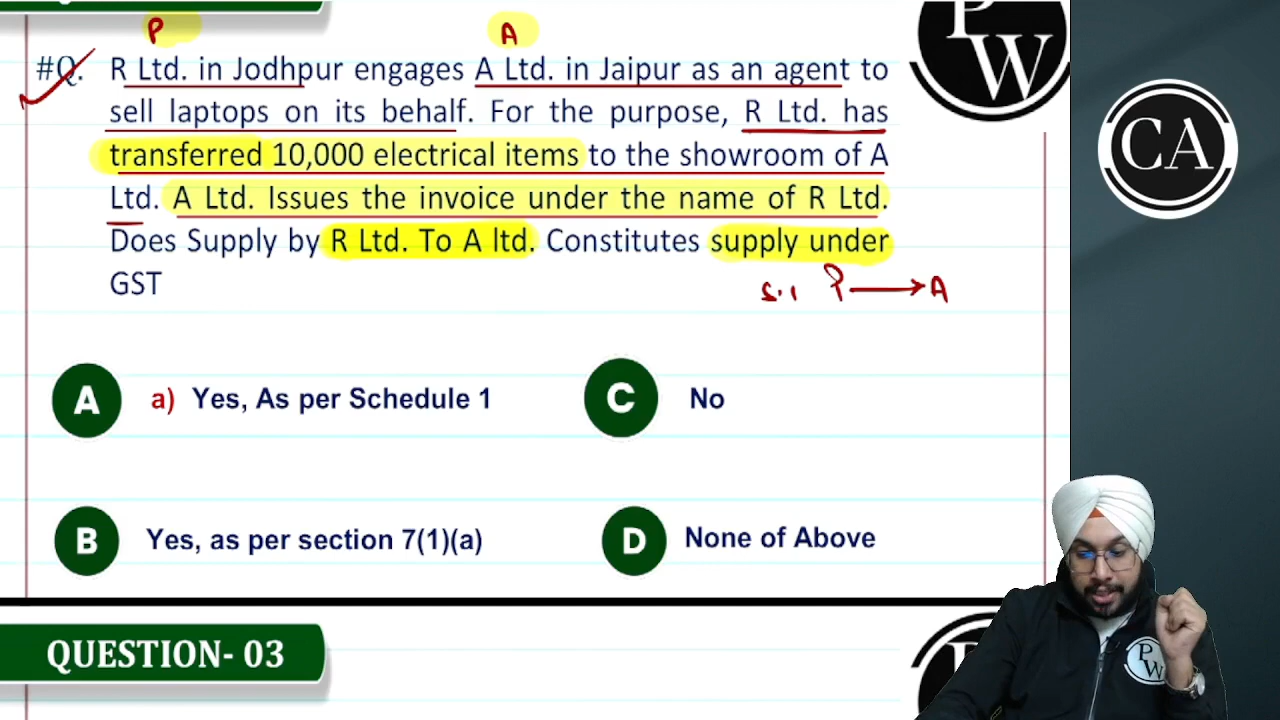 P A
PW
#Q. R Ltd. in Jodhpur engages A Ltd. in Jaipur as an agent to
sell laptops on its behalf. For the purpose, R Ltd. has
transferred 10,000 electrical items to the showroom of A
Ltd. A Ltd. Issues the invoice under the name of R Ltd.
Does Supply by R Ltd. To A ltd. Constitutes supply under
GST
S.1 P → A
CA
A a) Yes, As per Schedule 1
C No
B Yes, as per section 7(1)(a)
D None of Above
QUESTION- 03
PW